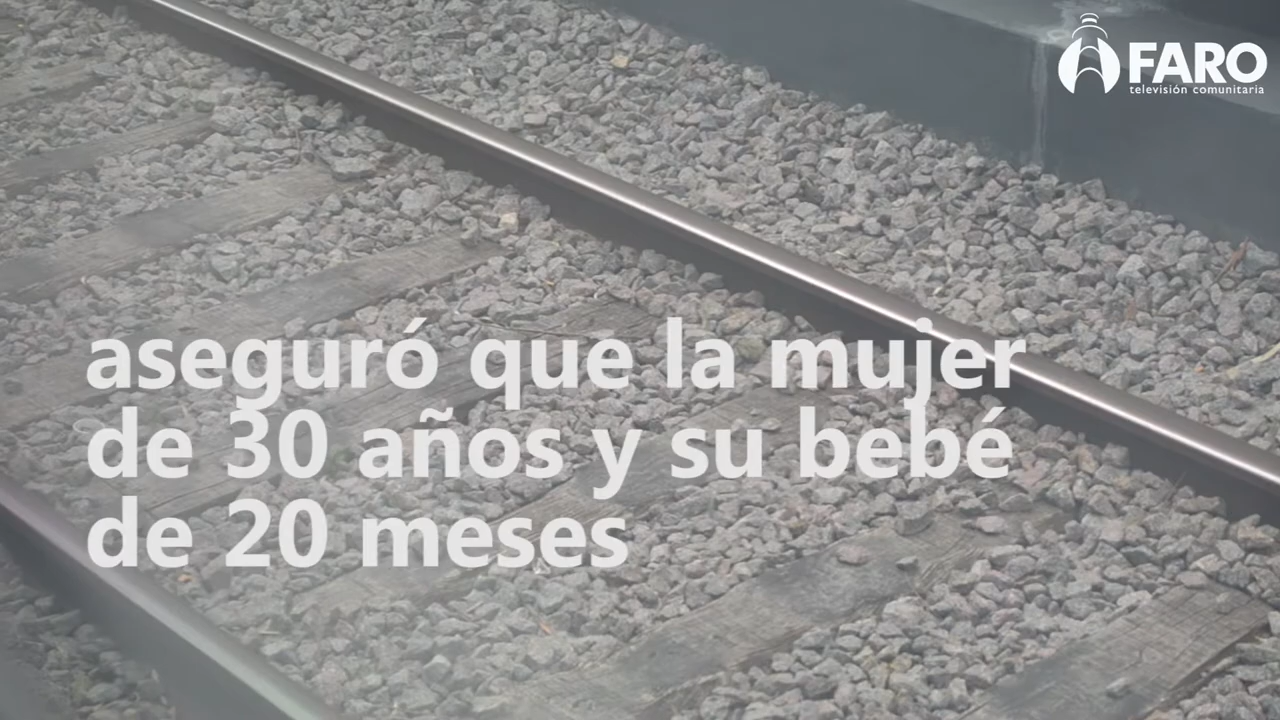 FARO
televisión comunitaria
aseguró que la mujer
de 30 años y su bebé
de 20 meses